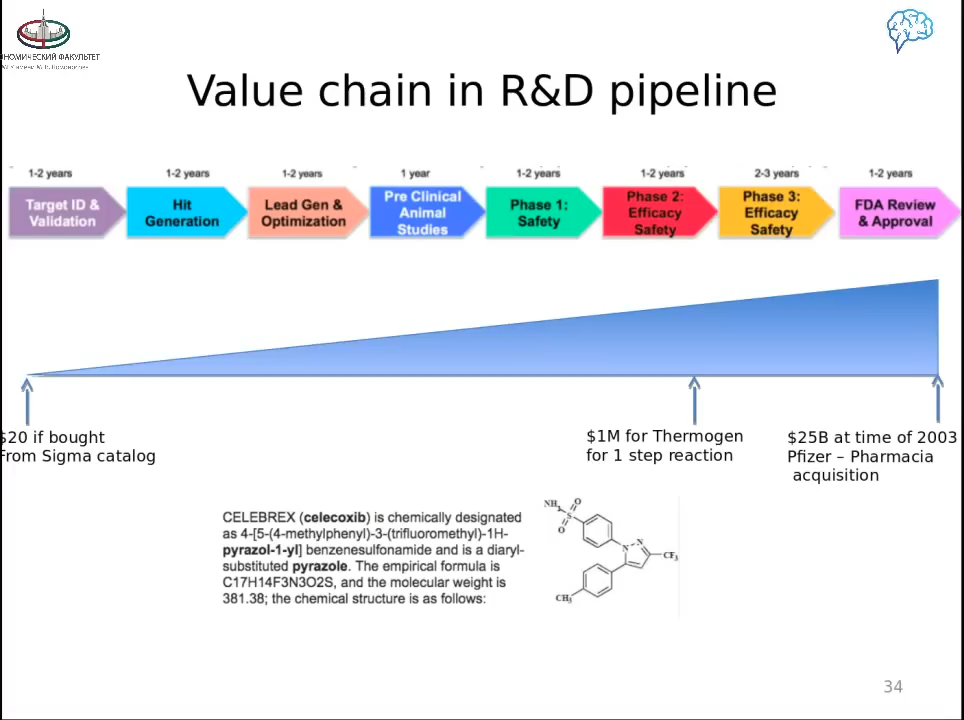 НОМИЧЕСКИЙ ФАКУЛЬТЕТ
Value chain in R&D pipeline
1-2 years
1-2 years
1-2 years
1 year
1-2 years
1-2 years
2-3 years
1-2 years
Target ID &
Validation
Hit
Generation
Lead Gen &
Optimization
Pre Clinical
Animal
Studies
Phase 1:
Safety
Phase 2:
Efficacy
Safety
Phase 3:
Efficacy
Safety
FDA Review
& Approval
$20 if bought
From Sigma catalog
$1M for Thermogen
for 1 step reaction
$25B at time of 2003
Pfizer – Pharmacia
acquisition
CELEBREX (celecoxib) is chemically designated
as 4-[5-(4-methylphenyl)-3-(trifluoromethyl)-1H-
pyrazol-1-yl] benzenesulfonamide and is a diaryl-
substituted pyrazole. The empirical formula is
C17H14F3N3O2S, and the molecular weight is
381.38; the chemical structure is as follows:
NH₂
O
S
O
N
N
CF₃
CH₃
34